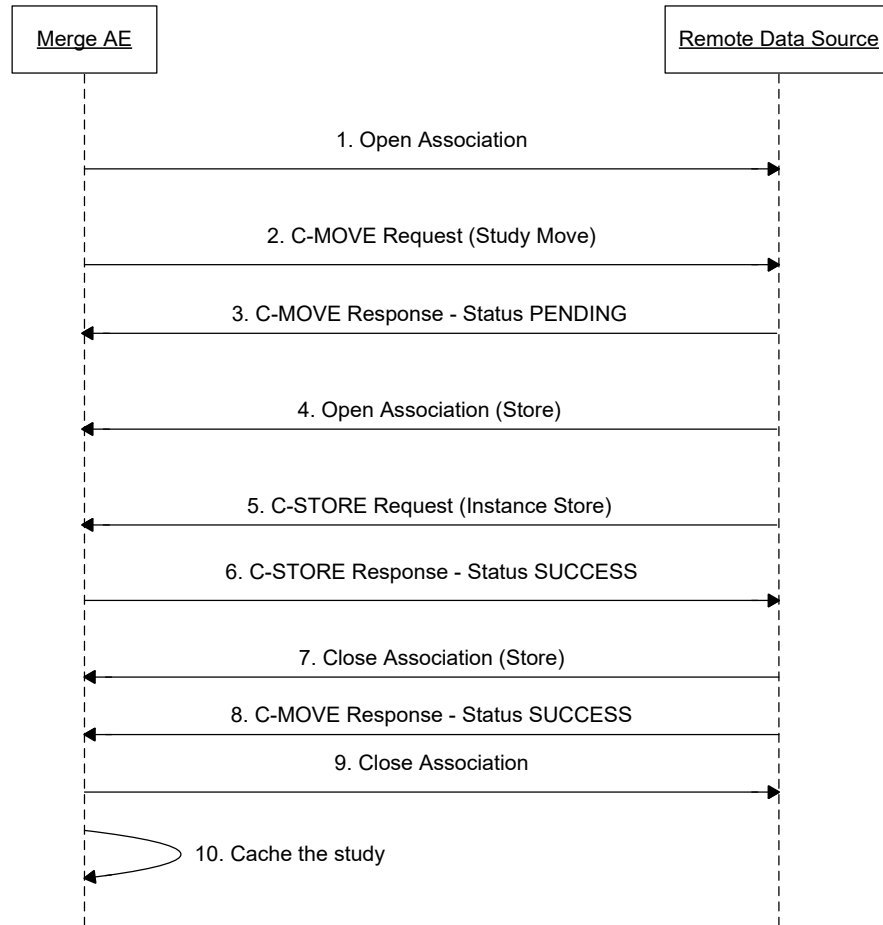 Merge AE
Remote Data Source
1. Open Association
2. C-MOVE Request (Study Move)
3. C-MOVE Response - Status PENDING
4. Open Association (Store)
5. C-STORE Request (Instance Store)
6. C-STORE Response - Status SUCCESS
7. Close Association (Store)
8. C-MOVE Response - Status SUCCESS
9. Close Association
10. Cache the study